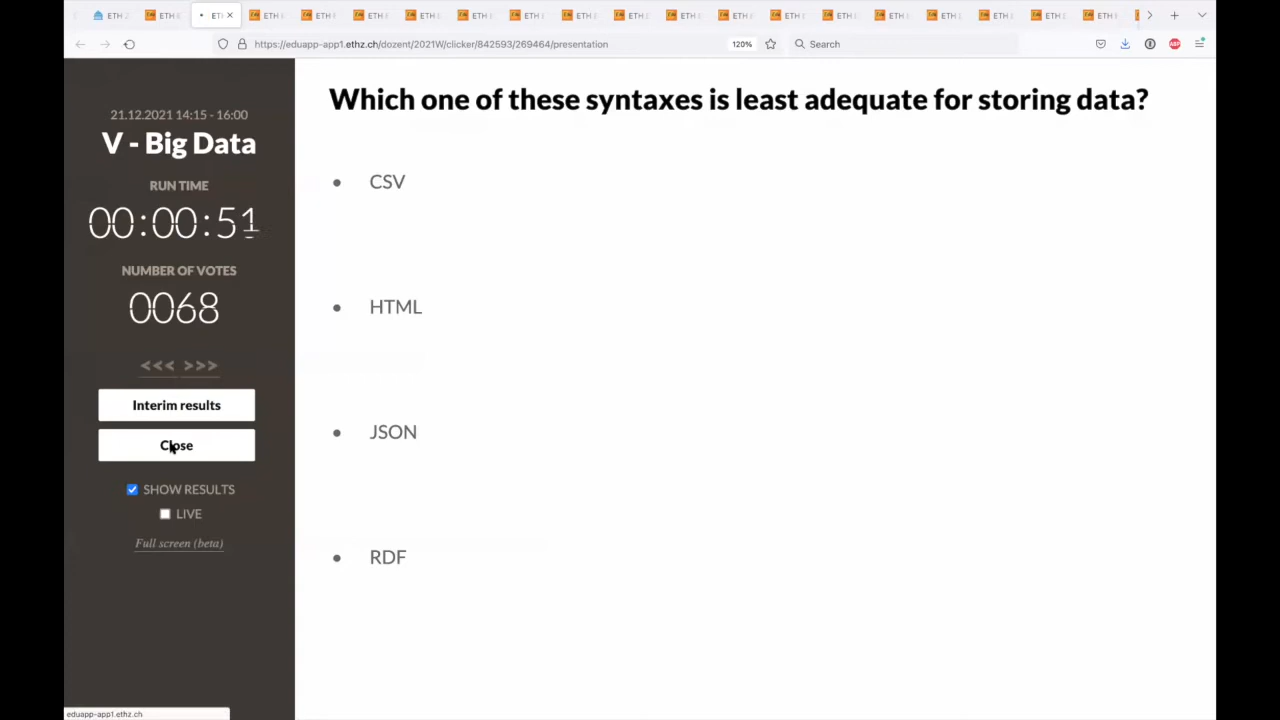 https://eduapp-app1.ethz.ch/dozent/2021W/clicker/842593/269464/presentation
120%
Search
21.12.2021 14:15 - 16:00
V - Big Data
RUN TIME
00:00:51
NUMBER OF VOTES
0068
<<< >>>
Interim results
Close
SHOW RESULTS
LIVE
Full screen (beta)
Which one of these syntaxes is least adequate for storing data?
• CSV
• HTML
• JSON
• RDF
eduapp-app1.ethz.ch